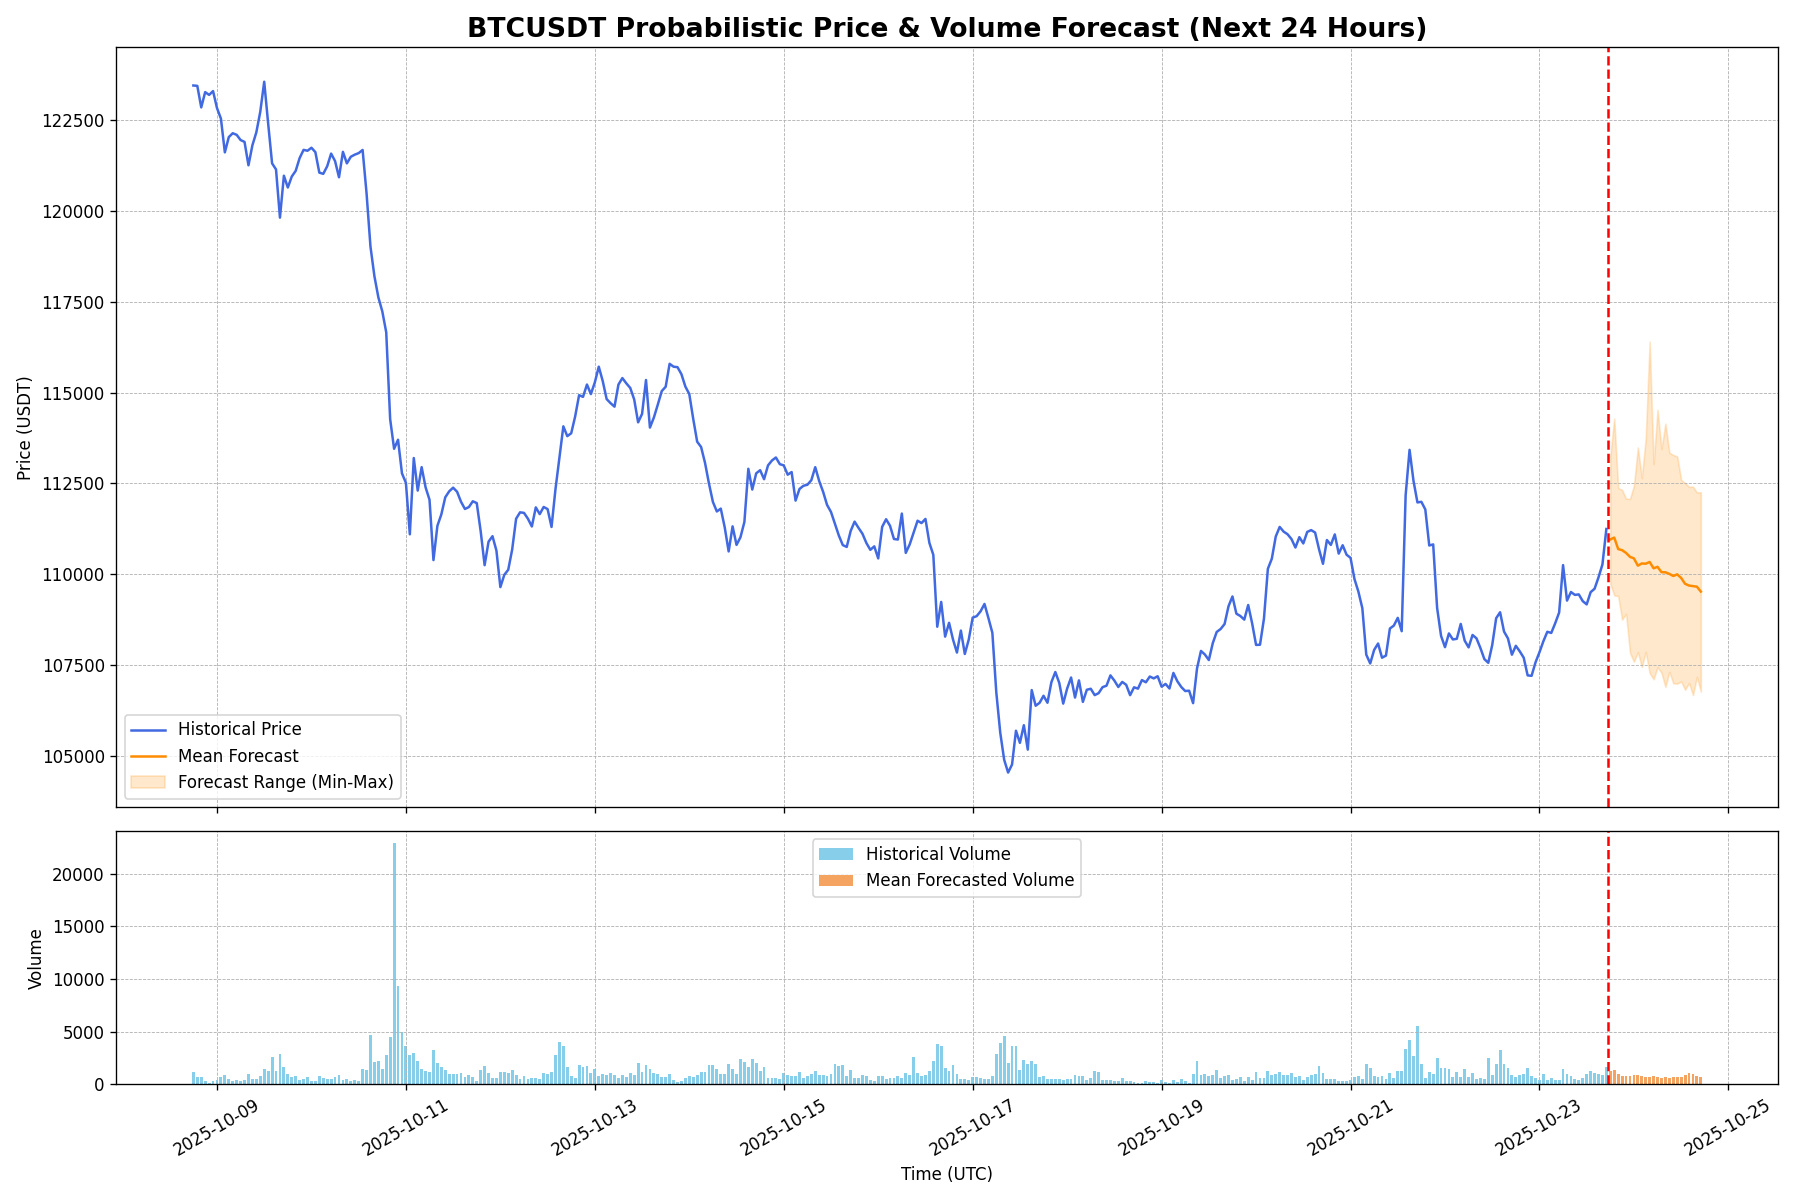 BTCUSDT Probabilistic Price & Volume Forecast (Next 24 Hours)
Price (USDT)
122500
120000
117500
115000
112500
110000
107500
105000
Historical Price
Mean Forecast
Forecast Range (Min-Max)
Volume
20000
15000
10000
5000
0
Historical Volume
Mean Forecasted Volume
2025-10-09
2025-10-11
2025-10-13
2025-10-15
2025-10-17
2025-10-19
2025-10-21
2025-10-23
2025-10-25
Time (UTC)